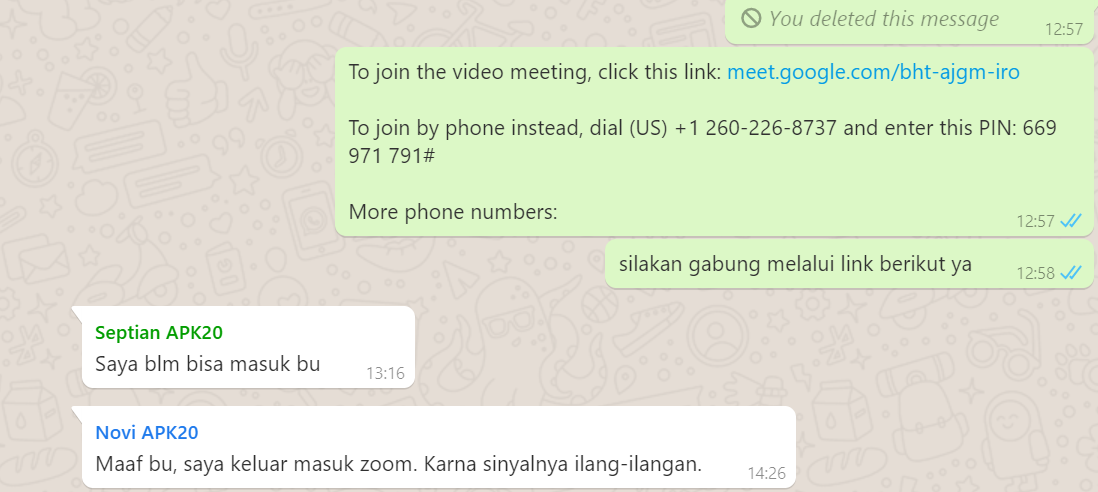 You deleted this message
12:57
To join the video meeting, click this link: meet.google.com/bht-ajgm-iro
To join by phone instead, dial (US) +1 260-226-8737 and enter this PIN: 669
971 791#
More phone numbers:
12:57
silakan gabung melalui link berikut ya
12:58
Septian APK20
Saya blm bisa masuk bu
13:16
Novi APK20
Maaf bu, saya keluar masuk zoom. Karna sinyalnya ilang-ilangan.
14:26